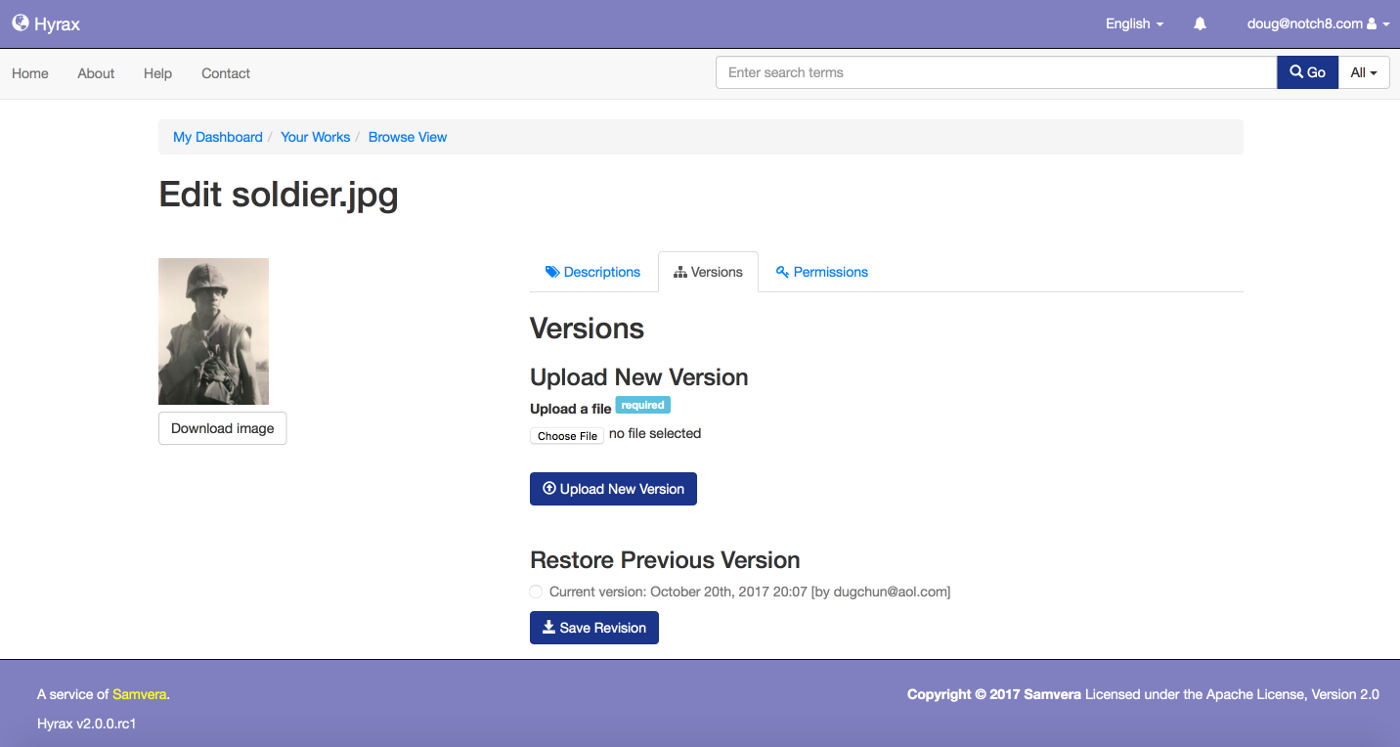 Hyrax
English
doug@notch8.com
Home About Help Contact
Enter search terms
Go
All
My Dashboard / Your Works / Browse View
Edit soldier.jpg
Download image
Descriptions Versions Permissions
Versions
Upload New Version
Upload a file required
Choose File no file selected
Upload New Version
Restore Previous Version
Current version: October 20th, 2017 20:07 [by dugchun@aol.com]
Save Revision
A service of Samvera.
Hyrax v2.0.0.rc1
Copyright © 2017 Samvera Licensed under the Apache License, Version 2.0